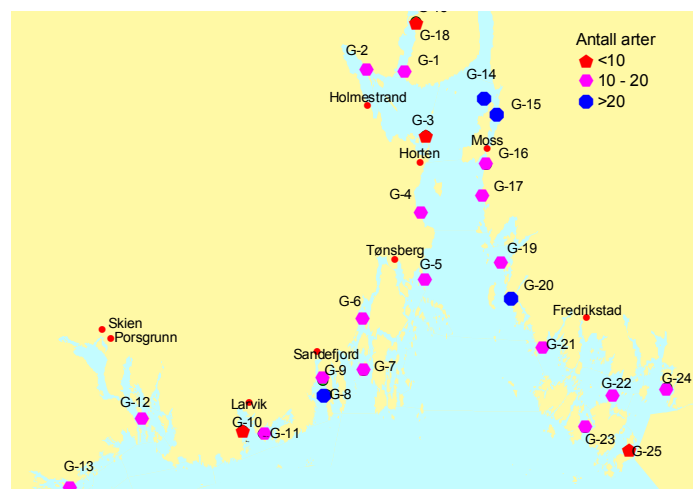 G-18
Antall arter
<10
10 - 20
>20
G-2
G-1
G-14
G-15
Holmestrand
G-3
Moss
Horten
G-16
G-17
G-4
Tønsberg
G-19
G-5
G-20
G-6
Fredrikstad
Skien
Porsgrunn
Sandefjord
G-21
G-9
G-7
G-8
G-22
G-24
G-12
Larvik
G-10
G-11
G-23
G-25
G-13